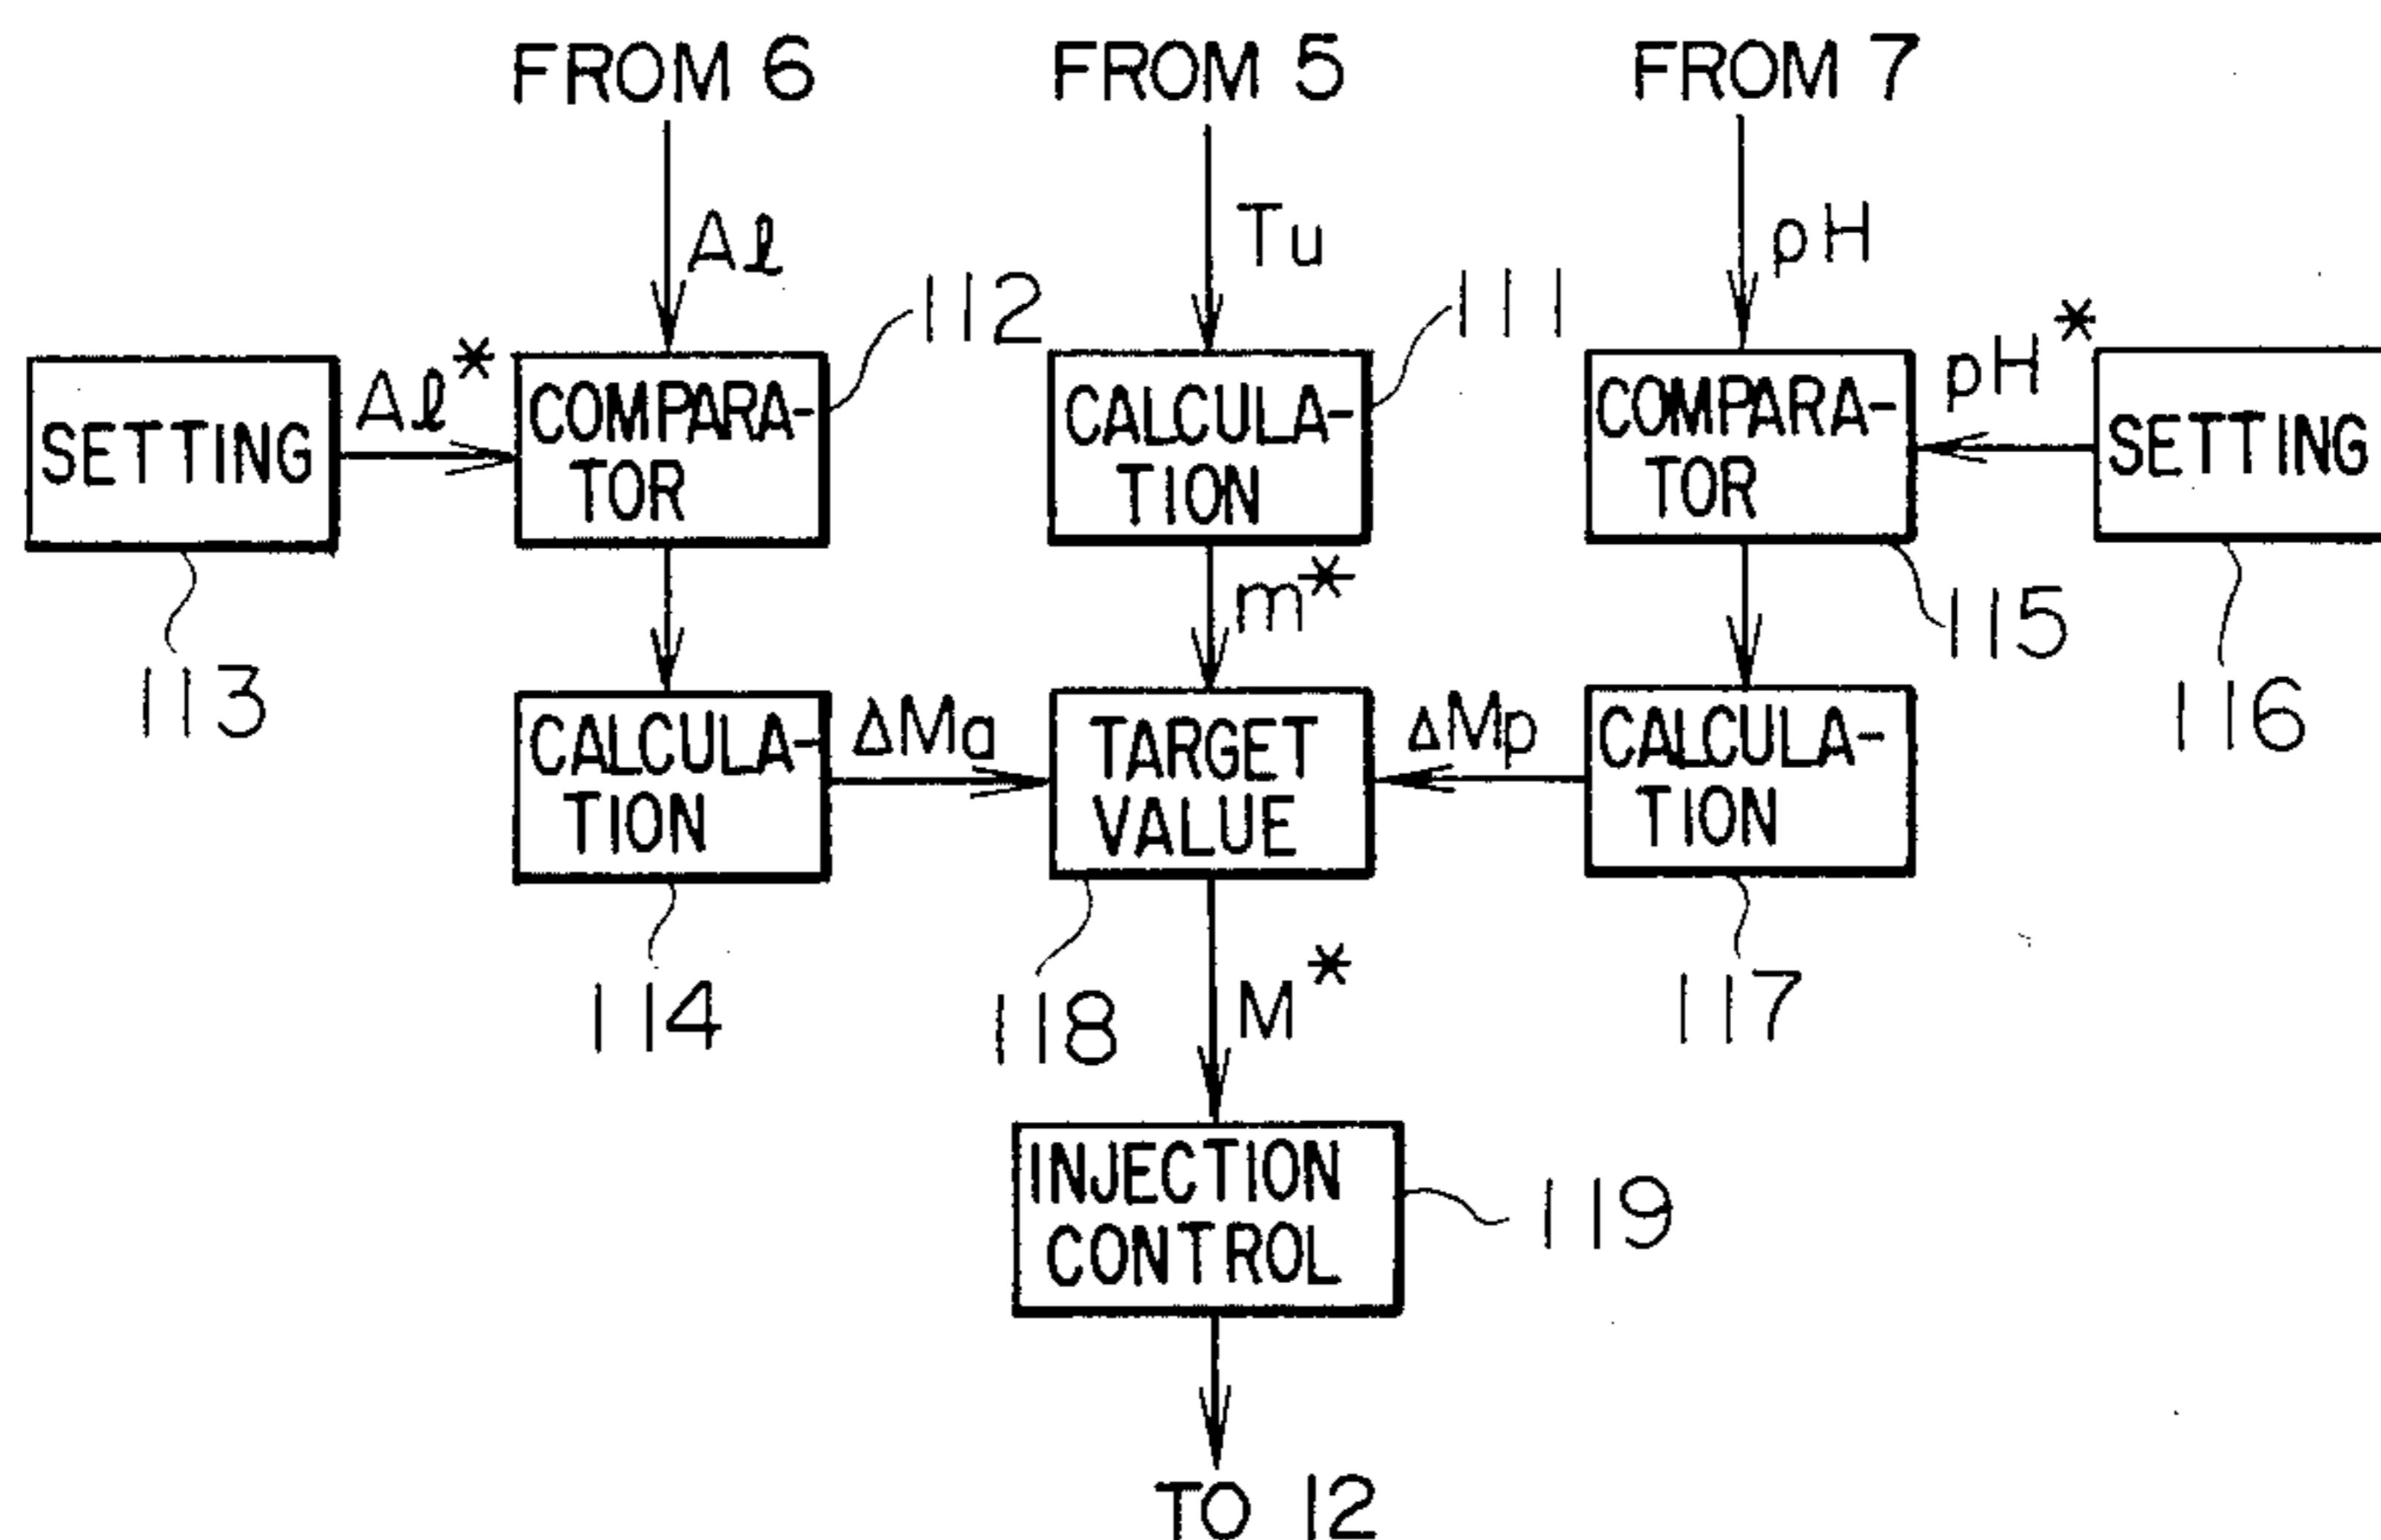 FROM 6
FROM 5
FROM 7
Aℓ
Tu
pH
112
111
Aℓ*
pH*
SETTING
COMPARA-
TOR
CALCULA-
TION
COMPARA-
TOR
SETTING
m*
113
115
116
CALCULA-
TION
ΔMa
TARGET
VALUE
ΔMp
CALCULA-
TION
114
118
M*
117
INJECTION
CONTROL
119
TO 12